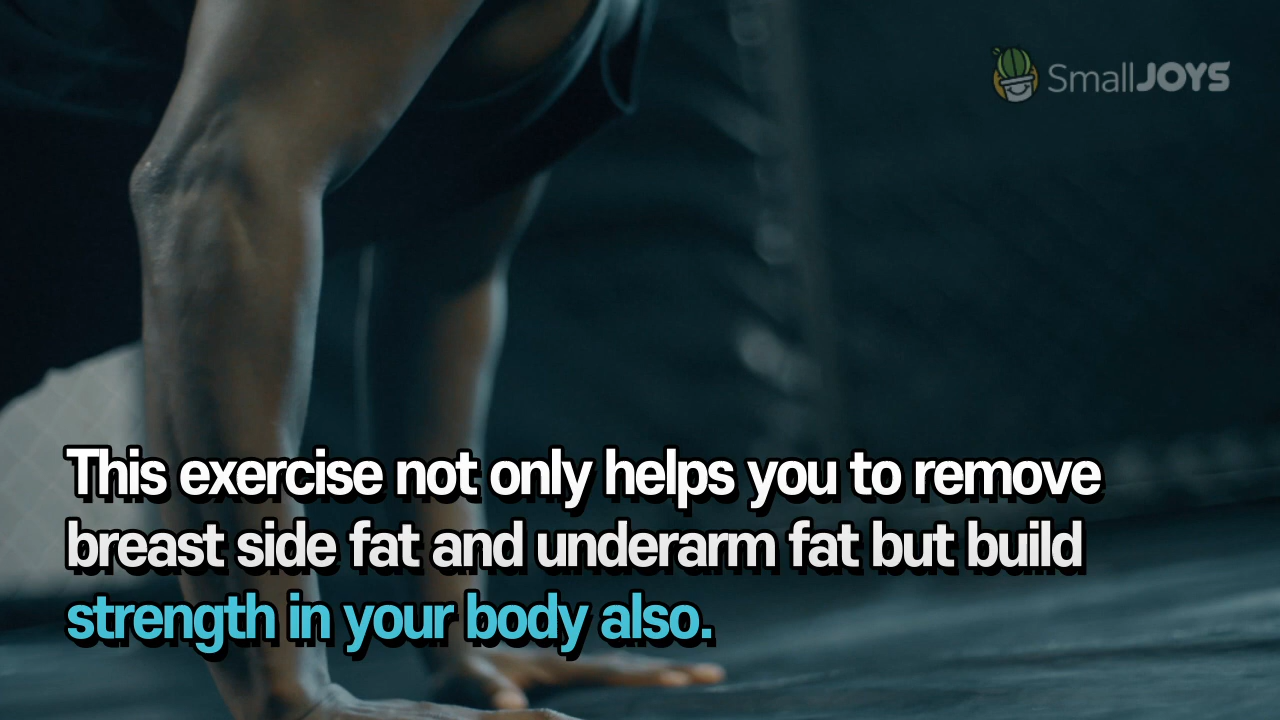 SmallJOYS
This exercise not only helps you to remove
breast side fat and underarm fat but build
strength in your body also.